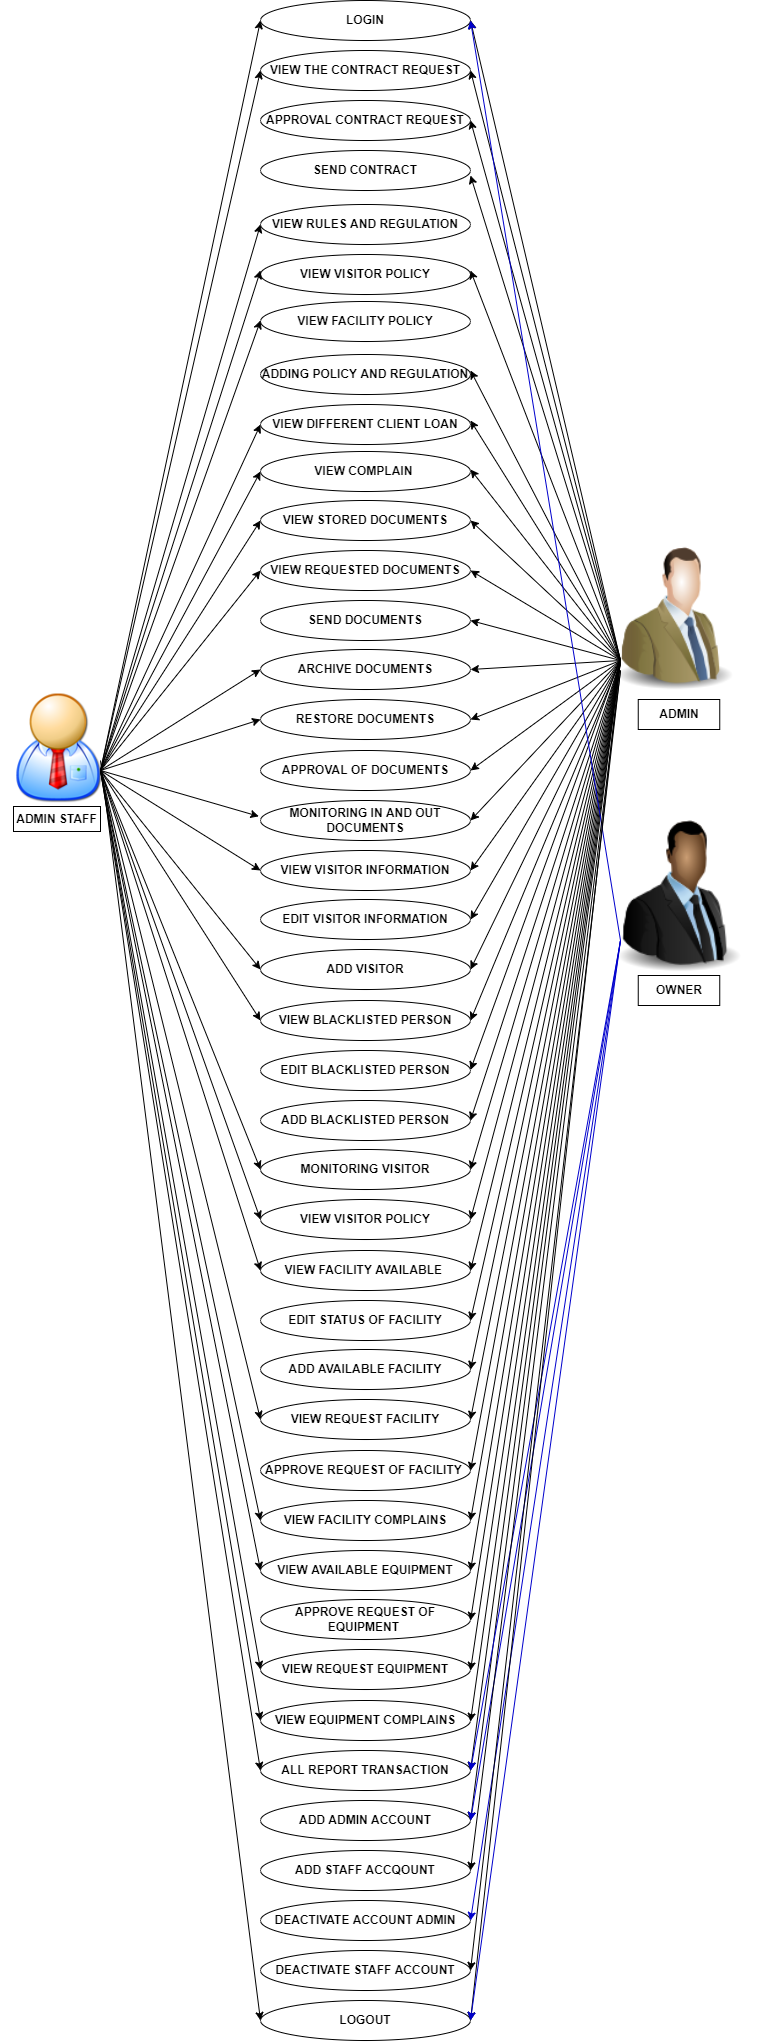 LOGIN
VIEW THE CONTRACT REQUEST
APPROVAL CONTRACT REQUEST
SEND CONTRACT
VIEW RULES AND REGULATION
VIEW VISITOR POLICY
VIEW FACILITY POLICY
ADDING POLICY AND REGULATION
VIEW DIFFERENT CLIENT LOAN
VIEW COMPLAIN
VIEW STORED DOCUMENTS
VIEW REQUESTED DOCUMENTS
SEND DOCUMENTS
ARCHIVE DOCUMENTS
RESTORE DOCUMENTS
ADMIN
APPROVAL OF DOCUMENTS
MONITORING IN AND OUT
DOCUMENTS
ADMIN STAFF
VIEW VISITOR INFORMATION
EDIT VISITOR INFORMATION
ADD VISITOR
OWNER
VIEW BLACKLISTED PERSON
EDIT BLACKLISTED PERSON
ADD BLACKLISTED PERSON
MONITORING VISITOR
VIEW VISITOR POLICY
VIEW FACILITY AVAILABLE
EDIT STATUS OF FACILITY
ADD AVAILABLE FACILITY
VIEW REQUEST FACILITY
APPROVE REQUEST OF FACILITY
VIEW FACILITY COMPLAINS
VIEW AVAILABLE EQUIPMENT
APPROVE REQUEST OF
EQUIPMENT
VIEW REQUEST EQUIPMENT
VIEW EQUIPMENT COMPLAINS
ALL REPORT TRANSACTION
ADD ADMIN ACCOUNT
ADD STAFF ACCQOUNT
DEACTIVATE ACCOUNT ADMIN
DEACTIVATE STAFF ACCOUNT
LOGOUT